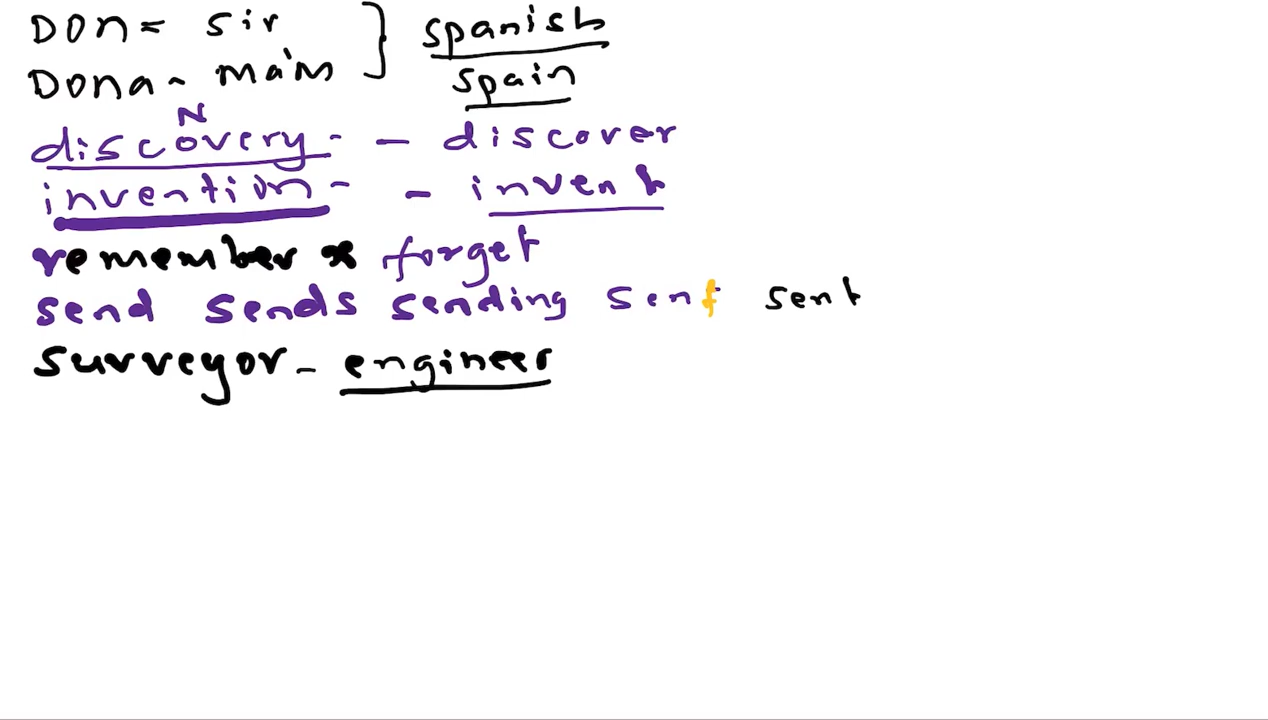 Don = sir } spanish
Dona - ma'm spain
N
discovery - - discover
invention - - invent
remember x forget
send sends sending sent sent
surveyor - engineer